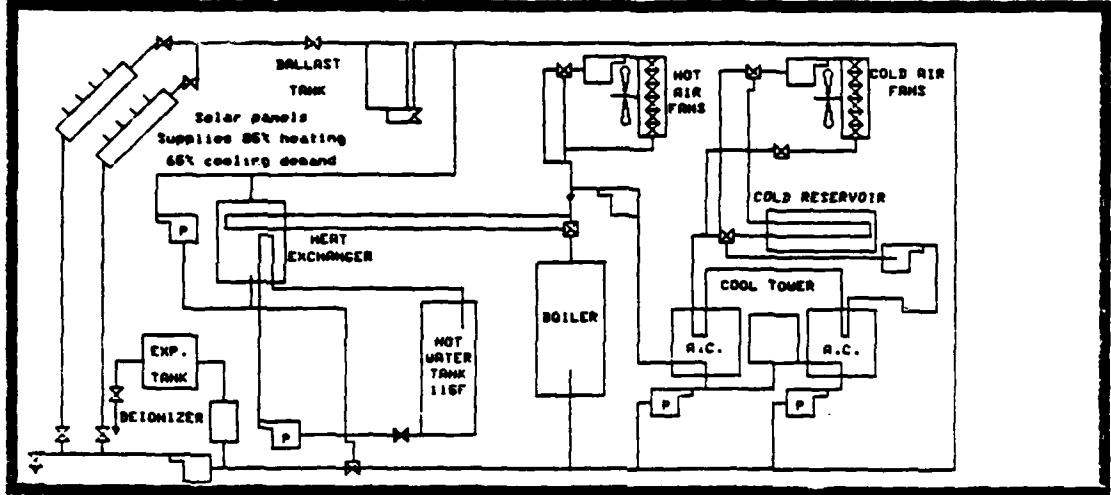 BALLAST
TANK
Solar panels
Supplies 85% heating
65% cooling demand
HOT
AIR
FANS
COLD AIR
FANS
COLD RESERVOIR
P
HEAT
EXCHANGER
COOL TOWER
BOILER
A.C.
A.C.
HOT
WATER
TANK
115F
EXP.
TANK
DEIONIZER
P
P
P